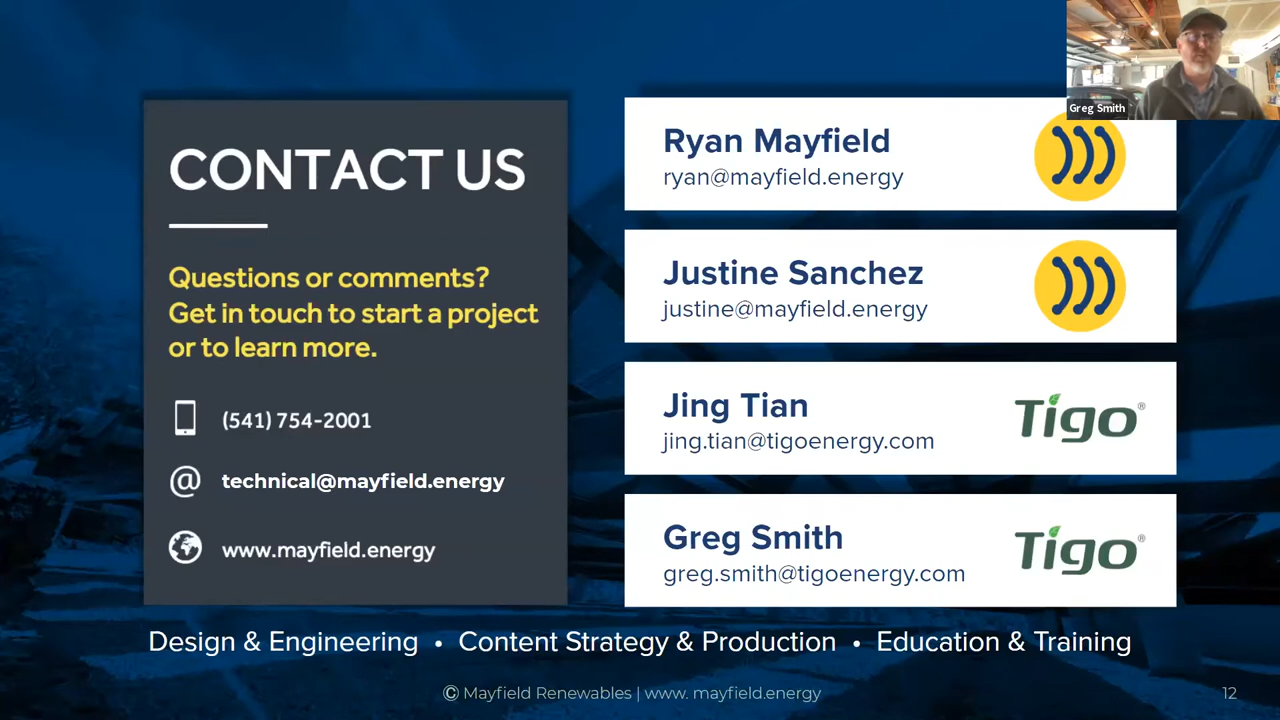 Greg Smith
CONTACT US
Questions or comments?
Get in touch to start a project
or to learn more.
(541) 754-2001
@ technical@mayfield.energy
www.mayfield.energy
Ryan Mayfield
ryan@mayfield.energy
Justine Sanchez
justine@mayfield.energy
Jing Tian
jing.tian@tigoenergy.com
Tigo®
Greg Smith
greg.smith@tigoenergy.com
Tigo®
Design & Engineering • Content Strategy & Production • Education & Training
© Mayfield Renewables | www. mayfield.energy
12